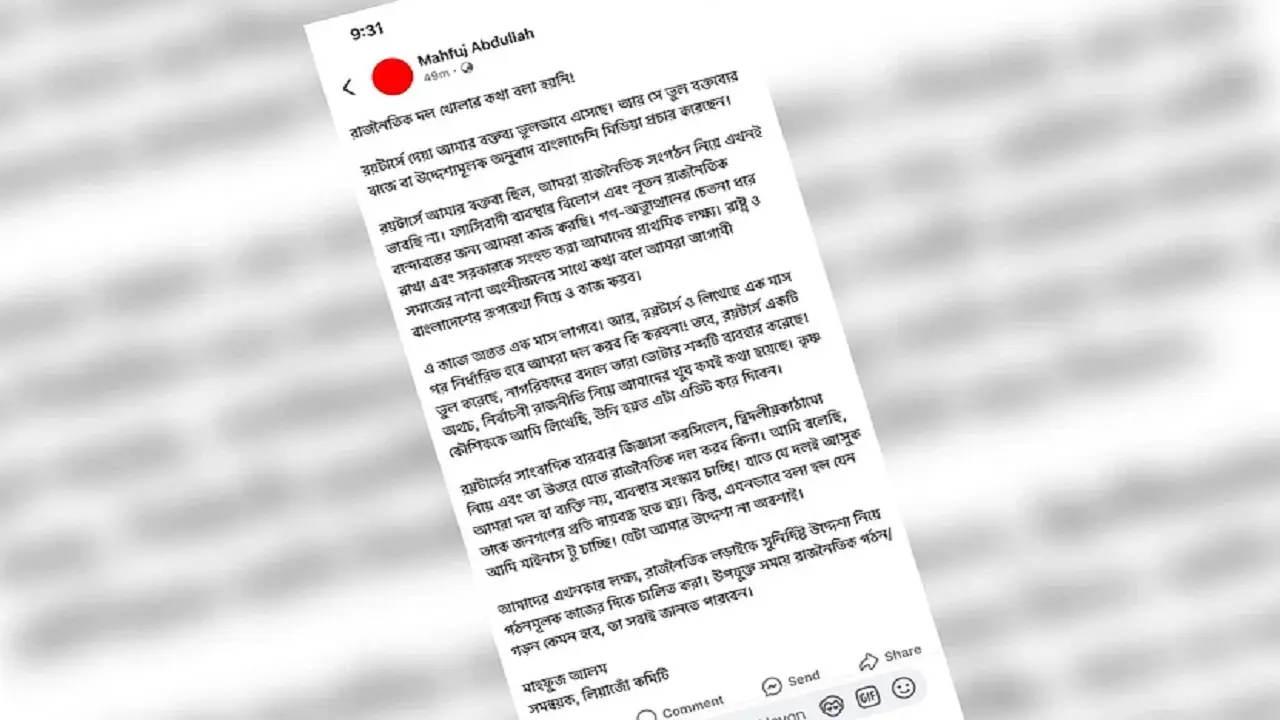 9:31
Mahfuj Abdullah
49m
রাজনৈতিক দল খোলার কথা বলা হয়নি!
রয়টার্সে দেয়া আমার বক্তব্য ভুলভাবে এসেছে। আর সে ভুল বক্তব্যের
বাজে বা উদ্দেশ্যমূলক অনুবাদ বাংলাদেশি মিডিয়া প্রচার করেছেন।
রয়টার্সে আমার বক্তব্য ছিল, আমরা রাজনৈতিক সংগঠন নিয়ে এখনই
ভাবছি না। ফ্যাসিবাদী ব্যবস্থার বিলোপ এবং নূতন রাজনৈতিক
বন্দোবস্তের জন্য আমরা কাজ করছি। গণ-অভ্যুত্থানের চেতনা ধরে
রাখা এবং সরকারকে সংহত করা আমাদের প্রাথমিক লক্ষ্য। রাষ্ট্র ও
সমাজের নানা অংশীজনের সাথে কথা বলে আমরা আগামী
বাংলাদেশের রূপরেখা নিয়ে ও কাজ করব।
এ কাজে অন্তত এক মাস লাগবে। আর, রয়টার্স ও লিখেছে এক মাস
পর নির্ধারিত হবে আমরা দল করব কি করবনা! তবে, রয়টার্স একটি
ভুল করেছে, নাগরিকদের বদলে তারা ভোটার শব্দটি ব্যবহার করেছে।
অথচ, নির্বাচনী রাজনীতি নিয়ে আমাদের খুব কমই কথা হয়েছে। কৃষ্ণ
কৌশিককে আমি লিখেছি, উনি হয়ত এটা এডিট করে দিবেন।
রয়টার্সের সাংবাদিক বারবার জিজ্ঞাসা করসিলেন, দ্বিদলীয়কাঠামো
নিয়ে এবং তা উতরে যেতে রাজনৈতিক দল করব কিনা। আমি বলেছি,
আমরা দল বা ব্যক্তি নয়, ব্যবস্থার সংস্কার চাচ্ছি। যাতে যে দলই আসুক
তাকে জনগণের প্রতি দায়বদ্ধ হতে হয়। কিন্তু, এমনভাবে বলা হল যেন
আমি মাইনাস টু চাচ্ছি। যেটা আমার উদ্দেশ্য না অবশ্যই।
আমাদের এখনকার লক্ষ্য, রাজনৈতিক লড়াইকে সুনির্দিষ্ট উদ্দেশ্য নিয়ে
গঠনমূলক কাজের দিকে চালিত করা। উপযুক্ত সময়ে রাজনৈতিক গঠন/
গড়ন কেমন হবে, তা সবাই জানতে পারবেন।
মাহফুজ আলম
সমন্বয়ক, লিয়াজোঁ কমিটি
Comment Send Share
GIF